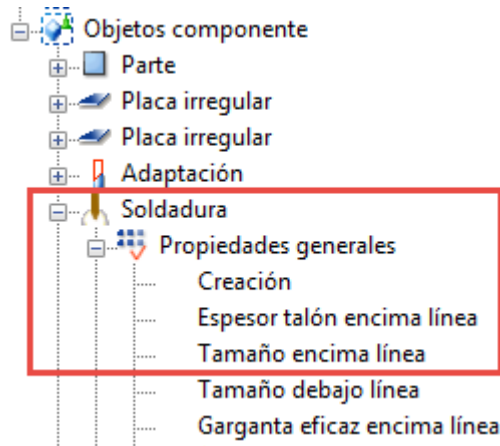 Objetos componente
Parte
Placa irregular
Placa irregular
Adaptación
Soldadura
Propiedades generales
Creación
Espesor talón encima línea
Tamaño encima línea
Tamaño debajo línea
Garganta eficaz encima línea